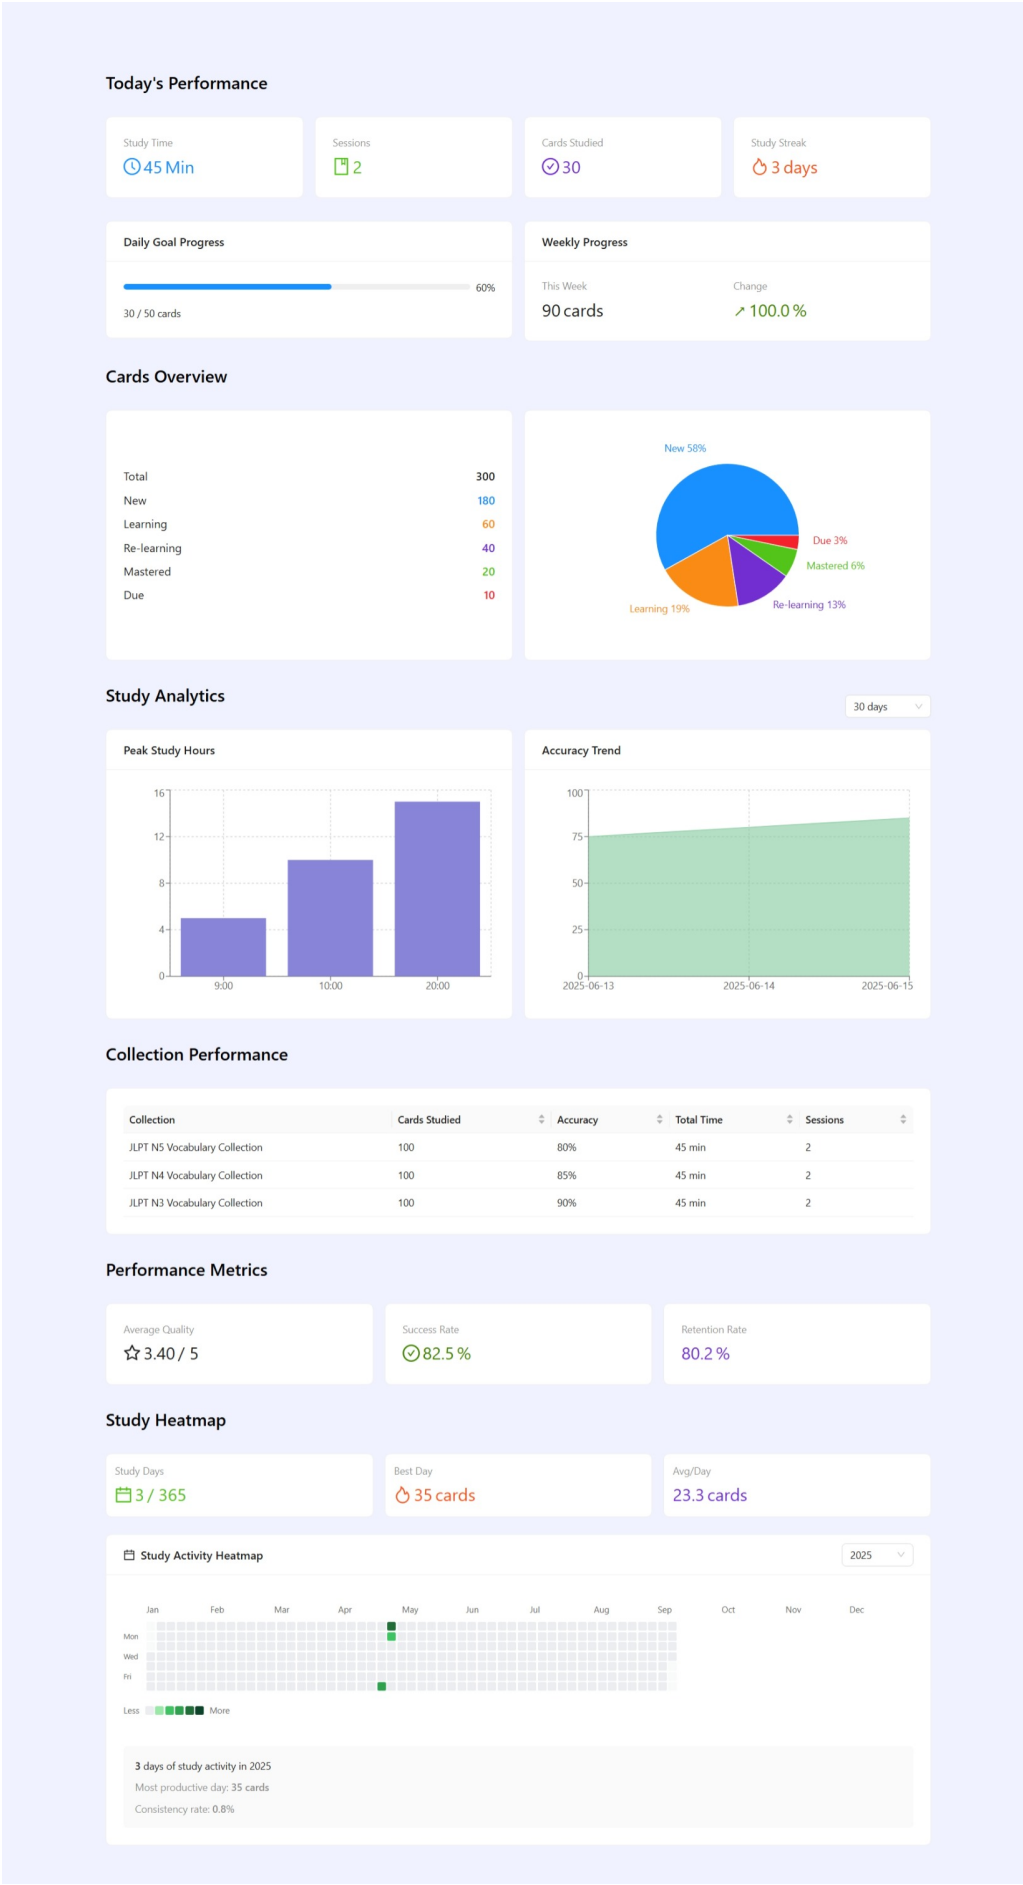 Today's Performance
Study Time
45 Min
Sessions
2
Cards Studied
30
Study Streak
3 days
Daily Goal Progress
60%
30 / 50 cards
Weekly Progress
This Week
90 cards
Change
↗ 100.0 %
Cards Overview
Total 300
New 180
Learning 60
Re-learning 40
Mastered 20
Due 10
New 58%
Due 3%
Mastered 6%
Re-learning 13%
Learning 19%
Study Analytics
30 days
Peak Study Hours
16
12
8
4
0
9:00 10:00 20:00
Accuracy Trend
100
75
50
25
0
2025-06-13 2025-06-14 2025-06-15
Collection Performance
Collection Cards Studied Accuracy Total Time Sessions
JLPT N5 Vocabulary Collection 100 80% 45 min 2
JLPT N4 Vocabulary Collection 100 85% 45 min 2
JLPT N3 Vocabulary Collection 100 90% 45 min 2
Performance Metrics
Average Quality
3.40 / 5
Success Rate
82.5 %
Retention Rate
80.2 %
Study Heatmap
Study Days
3 / 365
Best Day
35 cards
Avg/Day
23.3 cards
Study Activity Heatmap
2025
Jan Feb Mar Apr May Jun Jul Aug Sep Oct Nov Dec
Mon
Wed
Fri
Less More
3 days of study activity in 2025
Most productive day: 35 cards
Consistency rate: 0.8%